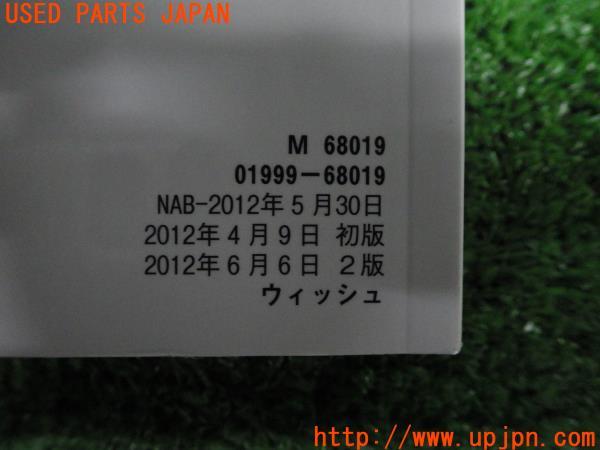 USED PARTS JAPAN
M 68019
01999-68019
NAB-2012年5月30日
2012年4月9日 初版
2012年6月6日 2版
ウィッシュ
http://www.upjpn.com/